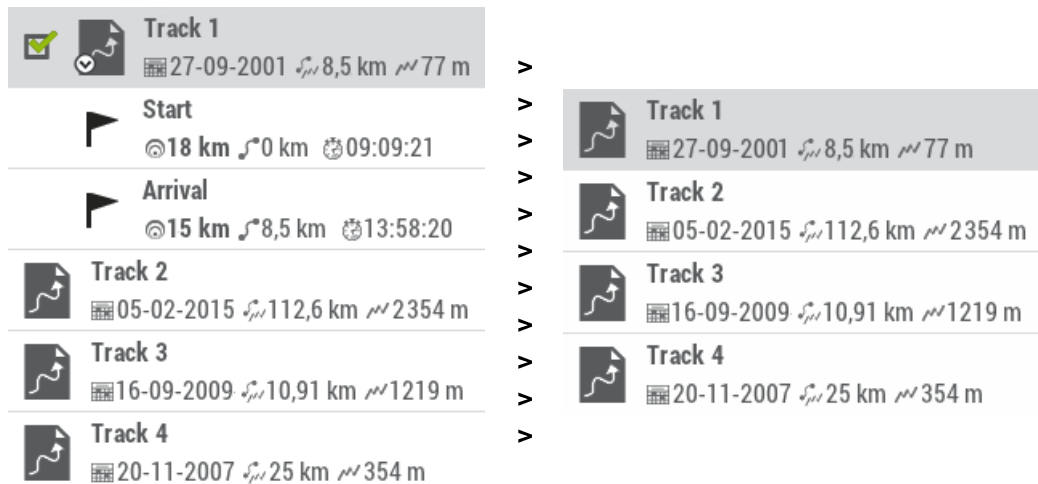 Track 1
27-09-2001 8,5 km 77 m
Start
18 km 0 km 09:09:21
Arrival
15 km 8,5 km 13:58:20
Track 2
05-02-2015 112,6 km 2354 m
Track 3
16-09-2009 10,91 km 1219 m
Track 4
20-11-2007 25 km 354 m
>
>
>
>
>
>
>
>
>
>
>
Track 1
27-09-2001 8,5 km 77 m
Track 2
05-02-2015 112,6 km 2354 m
Track 3
16-09-2009 10,91 km 1219 m
Track 4
20-11-2007 25 km 354 m